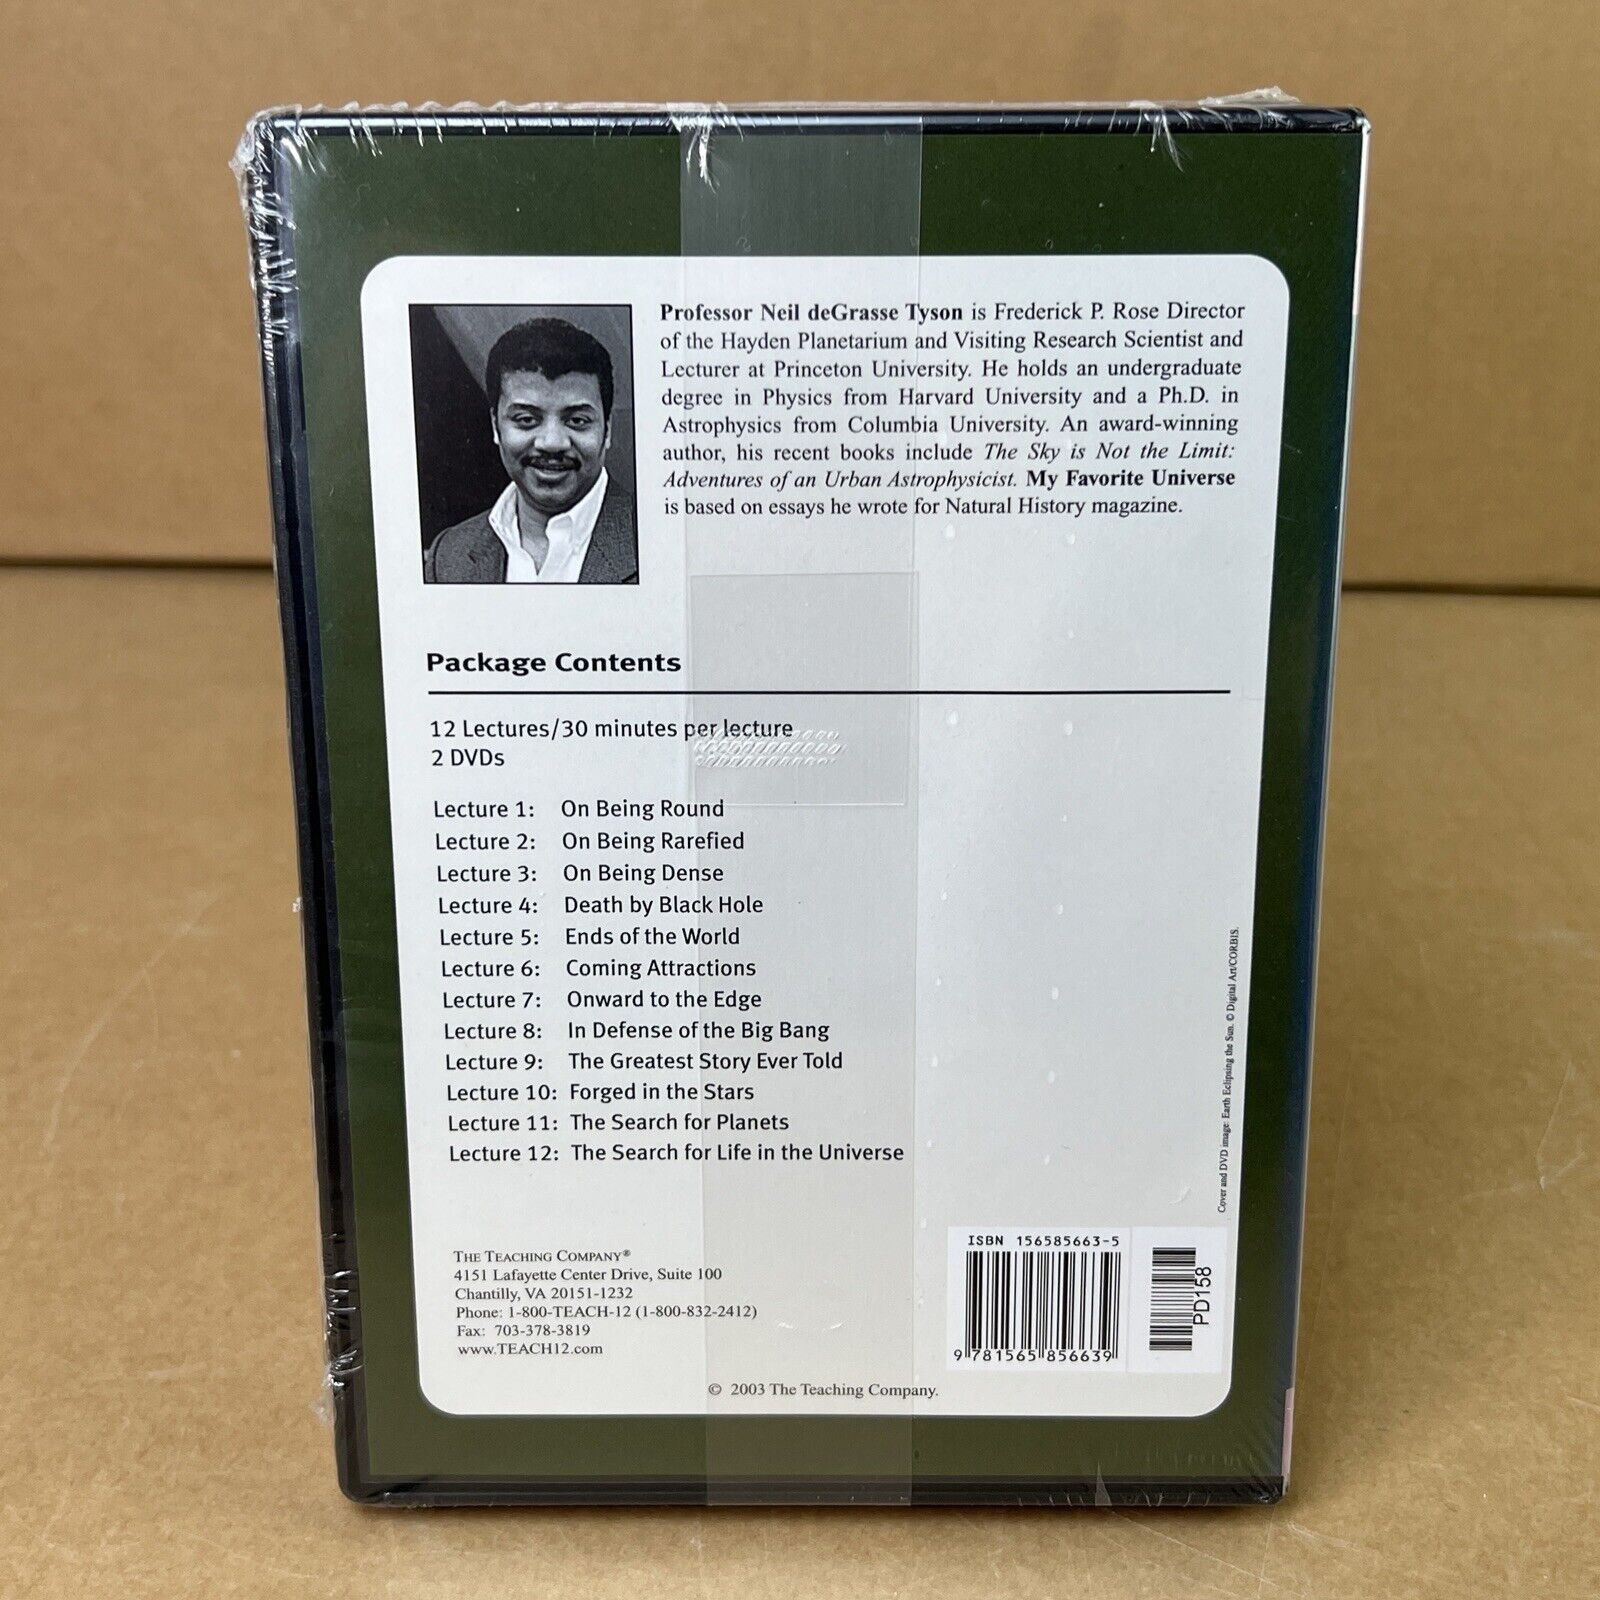 Professor Neil deGrasse Tyson is Frederick P. Rose Director
of the Hayden Planetarium and Visiting Research Scientist and
Lecturer at Princeton University. He holds an undergraduate
degree in Physics from Harvard University and a Ph.D. in
Astrophysics from Columbia University. An award-winning
author, his recent books include The Sky is Not the Limit:
Adventures of an Urban Astrophysicist. My Favorite Universe
is based on essays he wrote for Natural History magazine.
Package Contents
12 Lectures/30 minutes per lecture
2 DVDs
Lecture 1: On Being Round
Lecture 2: On Being Rarefied
Lecture 3: On Being Dense
Lecture 4: Death by Black Hole
Lecture 5: Ends of the World
Lecture 6: Coming Attractions
Lecture 7: Onward to the Edge
Lecture 8: In Defense of the Big Bang
Lecture 9: The Greatest Story Ever Told
Lecture 10: Forged in the Stars
Lecture 11: The Search for Planets
Lecture 12: The Search for Life in the Universe
Cover and DVD image: Earth Eclipsing the Sun. © Digital Art/CORBIS.
THE TEACHING COMPANY®
4151 Lafayette Center Drive, Suite 100
Chantilly, VA 20151-1232
Phone: 1-800-TEACH-12 (1-800-832-2412)
Fax: 703-378-3819
www.TEACH12.com
ISBN 156585663-5
9 781565 856639
PD158
© 2003 The Teaching Company.